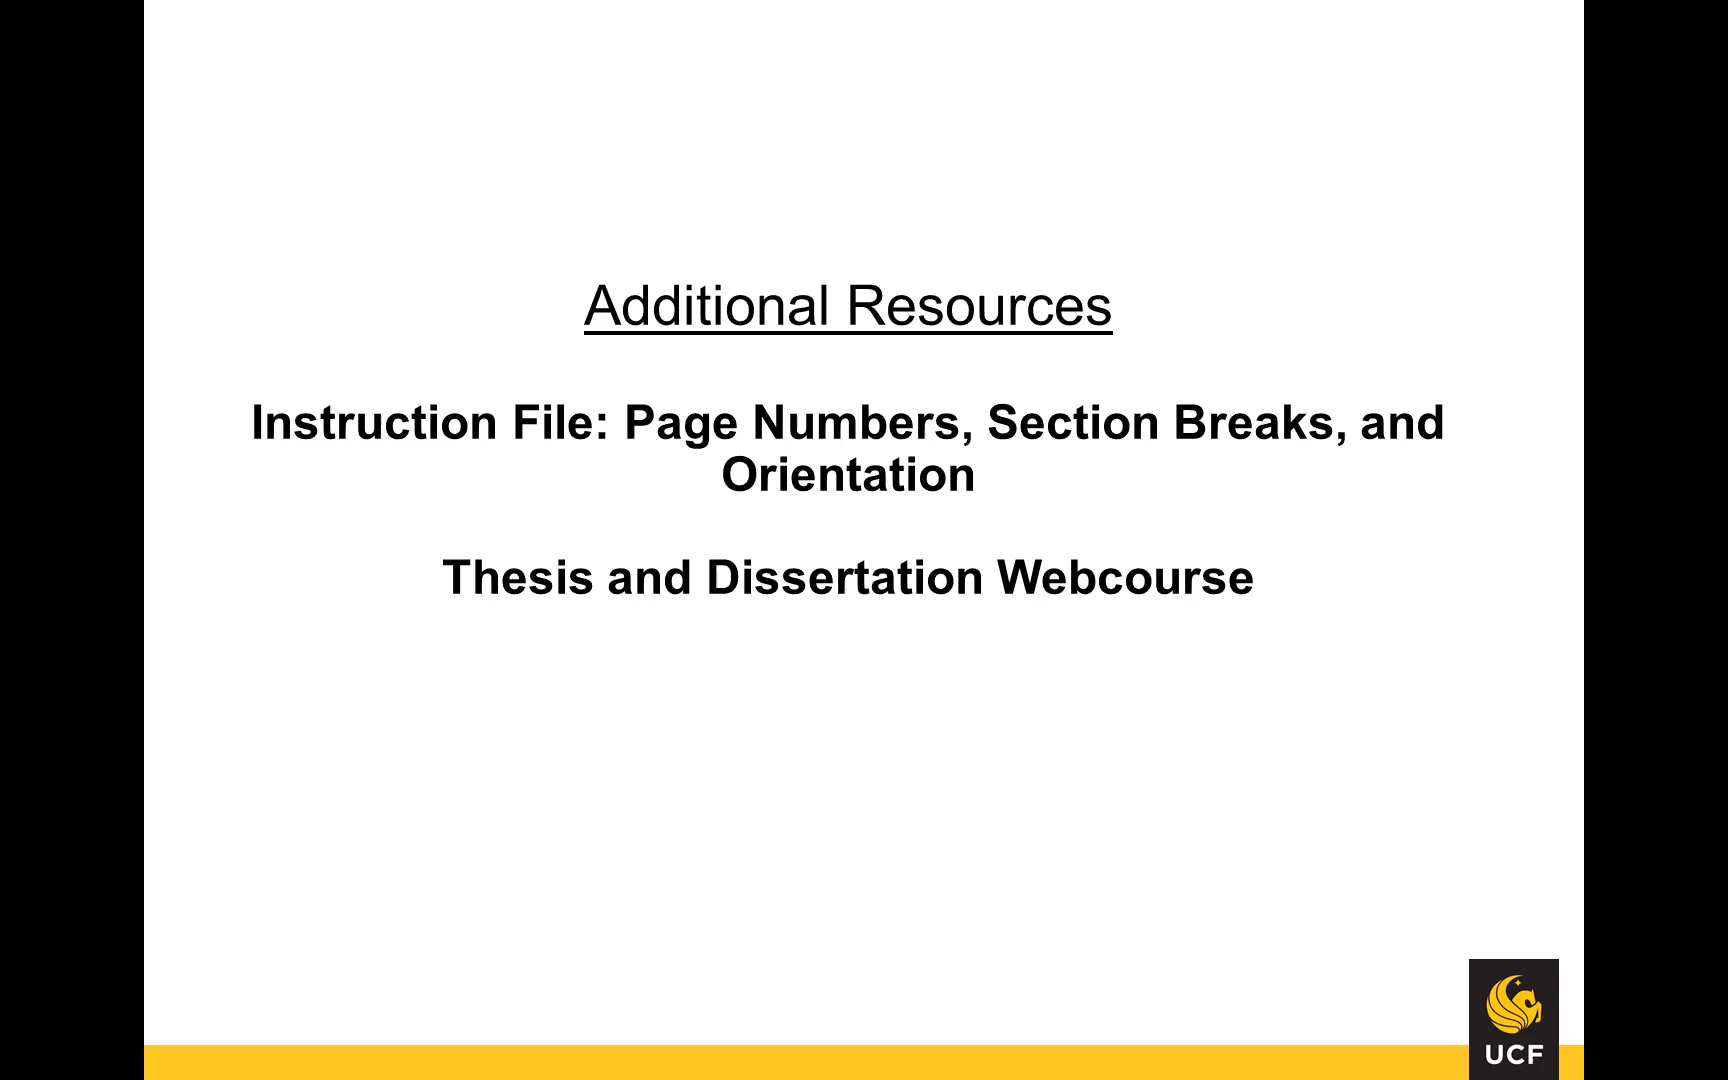 Additional Resources
Instruction File: Page Numbers, Section Breaks, and
Orientation
Thesis and Dissertation Webcourse
UCF